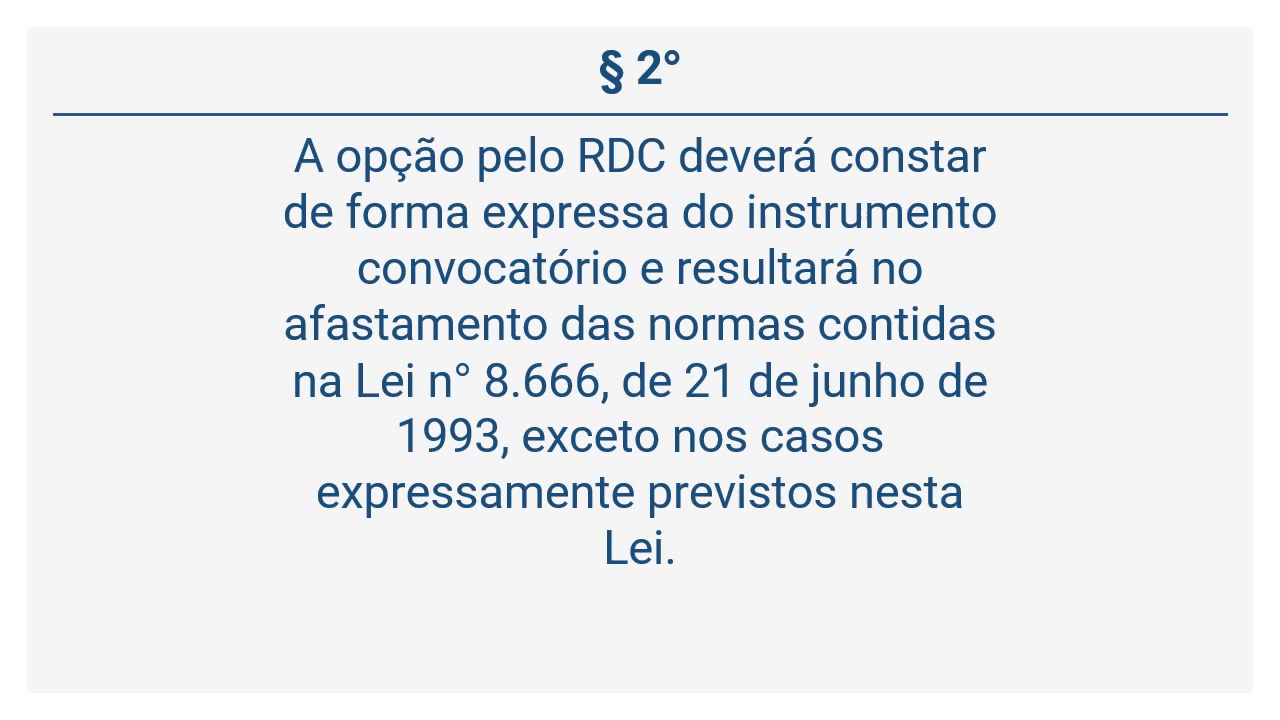 § 2°
A opção pelo RDC deverá constar
de forma expressa do instrumento
convocatório e resultará no
afastamento das normas contidas
na Lei n° 8.666, de 21 de junho de
1993, exceto nos casos
expressamente previstos nesta
Lei.